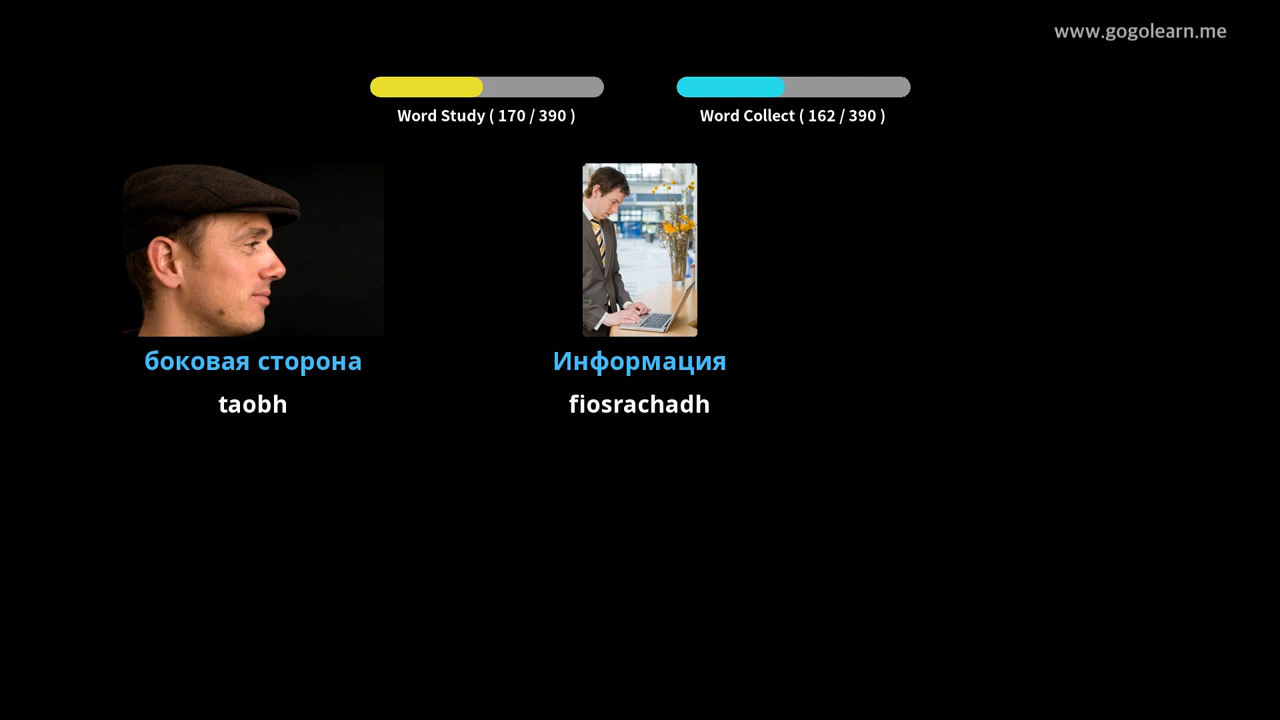 www.gogolearn.me
Word Study ( 170 / 390 )
Word Collect ( 162 / 390 )
боковая сторона
Информация
taobh
fiosrachadh